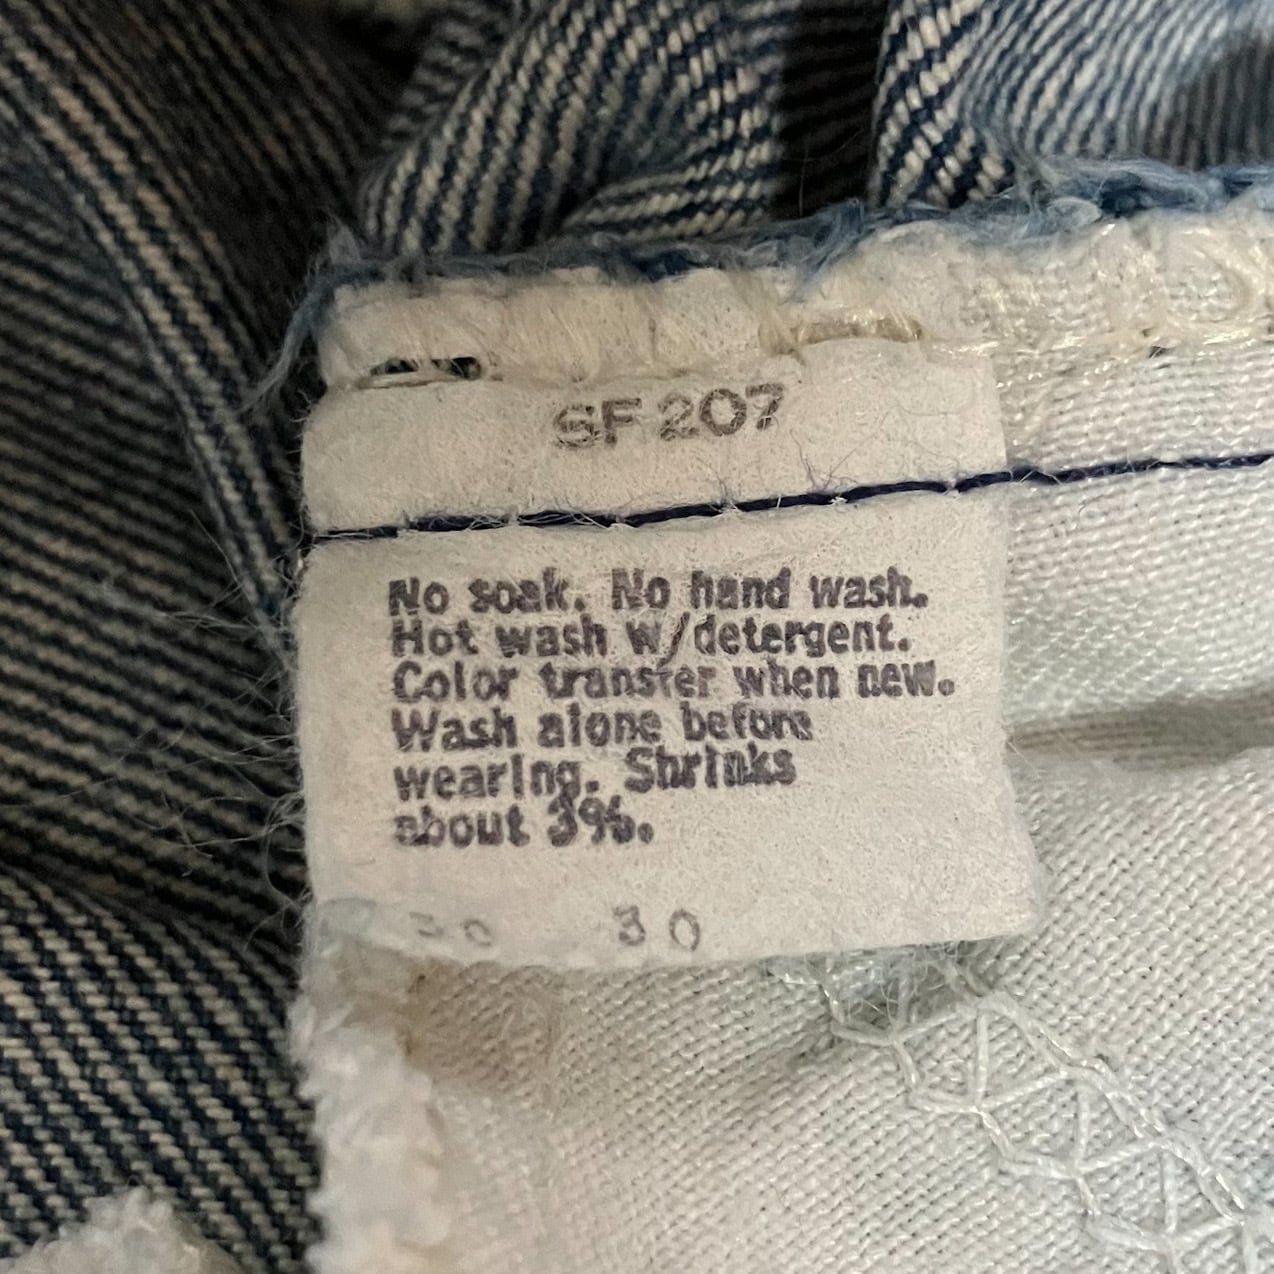 SF 207
No soak. No hand wash.
Hot wash w/detergent.
Color transfer when new.
Wash alone before
wearing. Shrinks
about 3%.
30 30